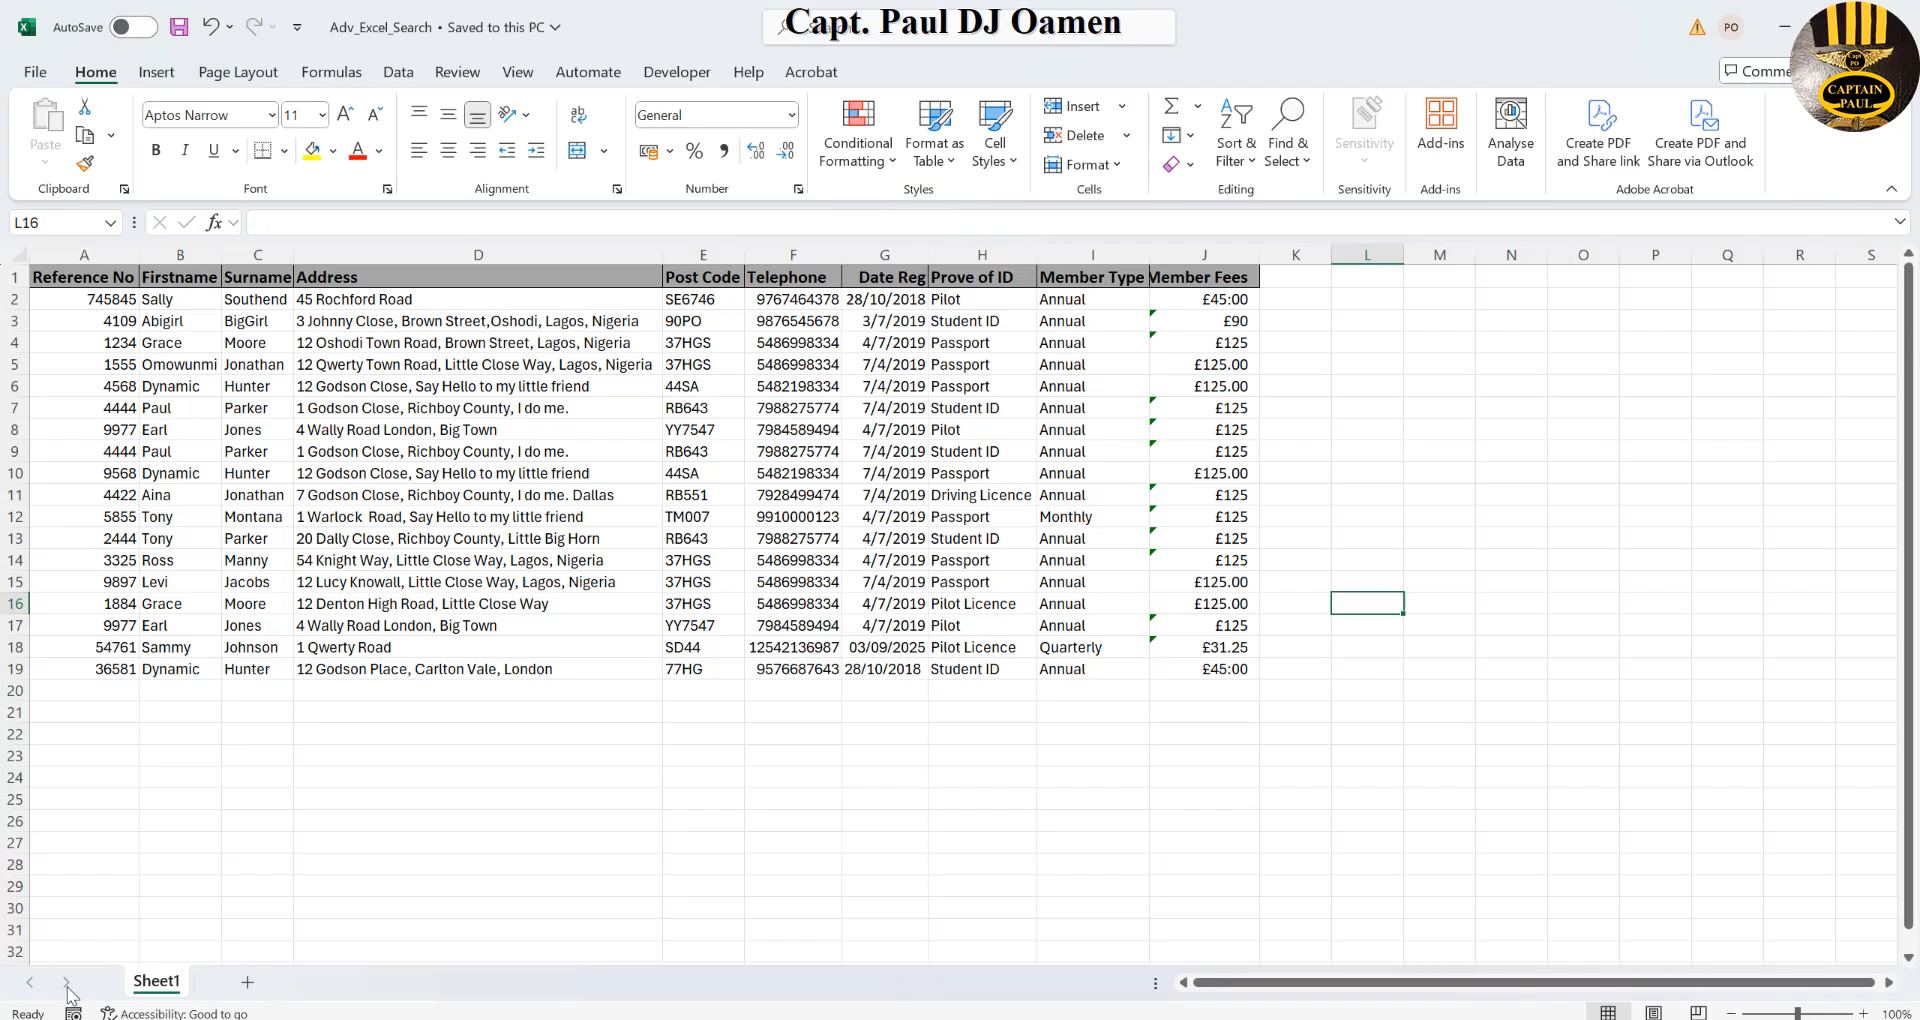 AutoSave Adv_Excel_Search • Saved to this PC Capt. Paul DJ Oamen PO
File Home Insert Page Layout Formulas Data Review View Automate Developer Help Acrobat Comme
CAPTAIN
PAUL
Paste
Clipboard
Aptos Narrow 11
B I U A
Font
Alignment
General
%
Number
Conditional Formatting
Format as Table
Cell Styles
Styles
Insert
Delete
Format
Cells
Sort & Filter
Find & Select
Editing
Sensitivity
Sensitivity
Add-ins
Add-ins
Analyse Data
Create PDF and Share link
Create PDF and Share via Outlook
Adobe Acrobat
L16 fx
A B C D E F G H I J K L M N O P Q R S
1 Reference No Firstname Surname Address Post Code Telephone Date Reg Prove of ID Member Type Member Fees
2 745845 Sally Southend 45 Rochford Road SE6746 9767464378 28/10/2018 Pilot Annual £45:00
3 4109 Abigirl BigGirl 3 Johnny Close, Brown Street,Oshodi, Lagos, Nigeria 90PO 9876545678 3/7/2019 Student ID Annual £90
4 1234 Grace Moore 12 Oshodi Town Road, Brown Street, Lagos, Nigeria 37HGS 5486998334 4/7/2019 Passport Annual £125
5 1555 Omowunmi Jonathan 12 Qwerty Town Road, Little Close Way, Lagos, Nigeria 37HGS 5486998334 7/4/2019 Passport Annual £125.00
6 4568 Dynamic Hunter 12 Godson Close, Say Hello to my little friend 44SA 5482198334 7/4/2019 Passport Annual £125.00
7 4444 Paul Parker 1 Godson Close, Richboy County, I do me. RB643 7988275774 7/4/2019 Student ID Annual £125
8 9977 Earl Jones 4 Wally Road London, Big Town YY7547 7984589494 4/7/2019 Pilot Annual £125
9 4444 Paul Parker 1 Godson Close, Richboy County, I do me. RB643 7988275774 7/4/2019 Student ID Annual £125
10 9568 Dynamic Hunter 12 Godson Close, Say Hello to my little friend 44SA 5482198334 7/4/2019 Passport Annual £125.00
11 4422 Aina Jonathan 7 Godson Close, Richboy County, I do me. Dallas RB551 7928499474 7/4/2019 Driving Licence Annual £125
12 5855 Tony Montana 1 Warlock Road, Say Hello to my little friend TM007 9910000123 4/7/2019 Passport Monthly £125
13 2444 Tony Parker 20 Dally Close, Richboy County, Little Big Horn RB643 7988275774 4/7/2019 Student ID Annual £125
14 3325 Ross Manny 54 Knight Way, Little Close Way, Lagos, Nigeria 37HGS 5486998334 4/7/2019 Passport Annual £125
15 9897 Levi Jacobs 12 Lucy Knowall, Little Close Way, Lagos, Nigeria 37HGS 5486998334 7/4/2019 Passport Annual £125.00
16 1884 Grace Moore 12 Denton High Road, Little Close Way 37HGS 5486998334 4/7/2019 Pilot Licence Annual £125.00
17 9977 Earl Jones 4 Wally Road London, Big Town YY7547 7984589494 4/7/2019 Pilot Annual £125
18 54761 Sammy Johnson 1 Qwerty Road SD44 12542136987 03/09/2025 Pilot Licence Quarterly £31.25
19 36581 Dynamic Hunter 12 Godson Place, Carlton Vale, London 77HG 9576687643 28/10/2018 Student ID Annual £45:00
20
21
22
23
24
25
26
27
28
29
30
31
32
Sheet1
Ready Accessibility: Good to go 100%